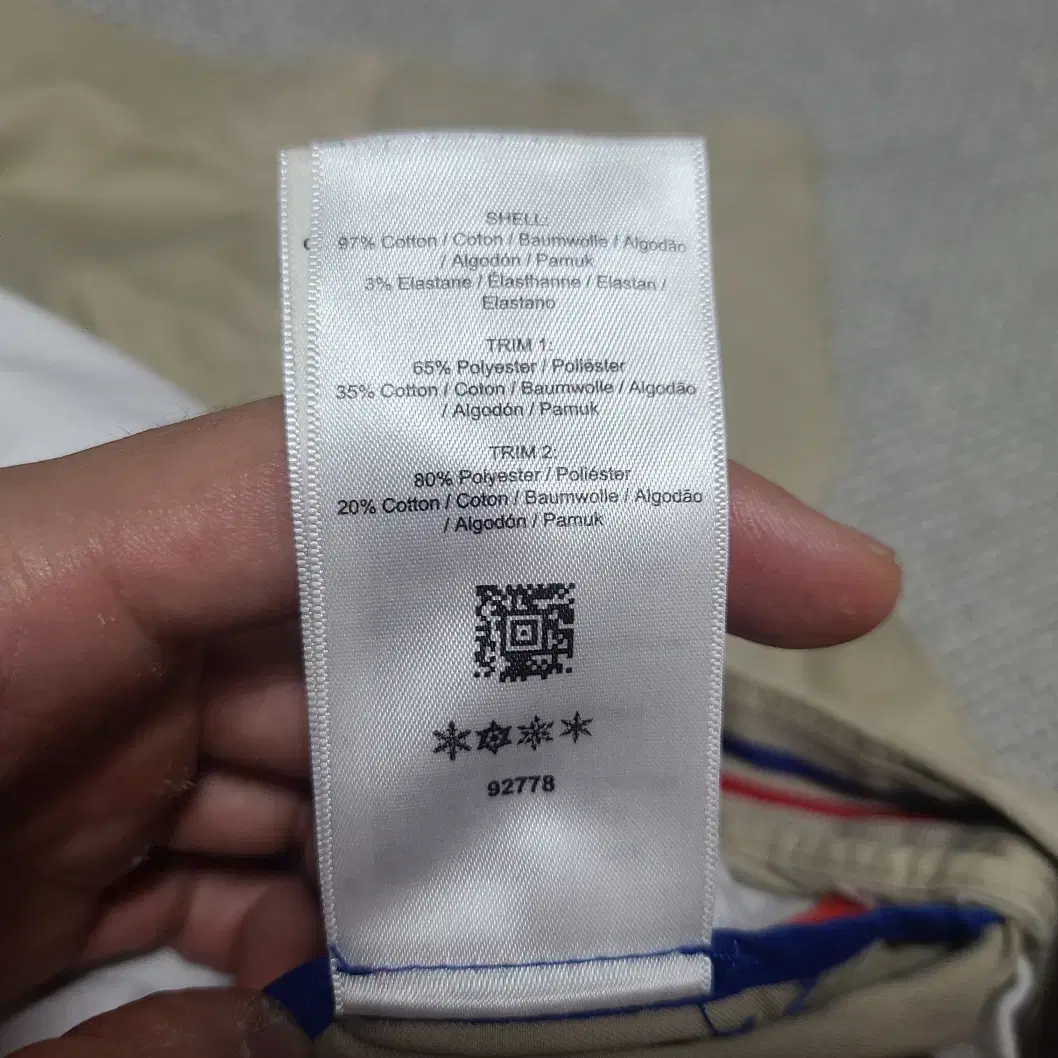 SHELL:
97% Cotton / Coton / Baumwolle / Algodão
/ Algodón / Pamuk
3% Elastane / Élasthanne / Elastan /
Elastano
TRIM 1:
65% Polyester / Poliéster
35% Cotton / Coton / Baumwolle / Algodão
/ Algodón / Pamuk
TRIM 2:
80% Polyester / Poliéster
20% Cotton / Coton / Baumwolle / Algodão
/ Algodón / Pamuk
92778